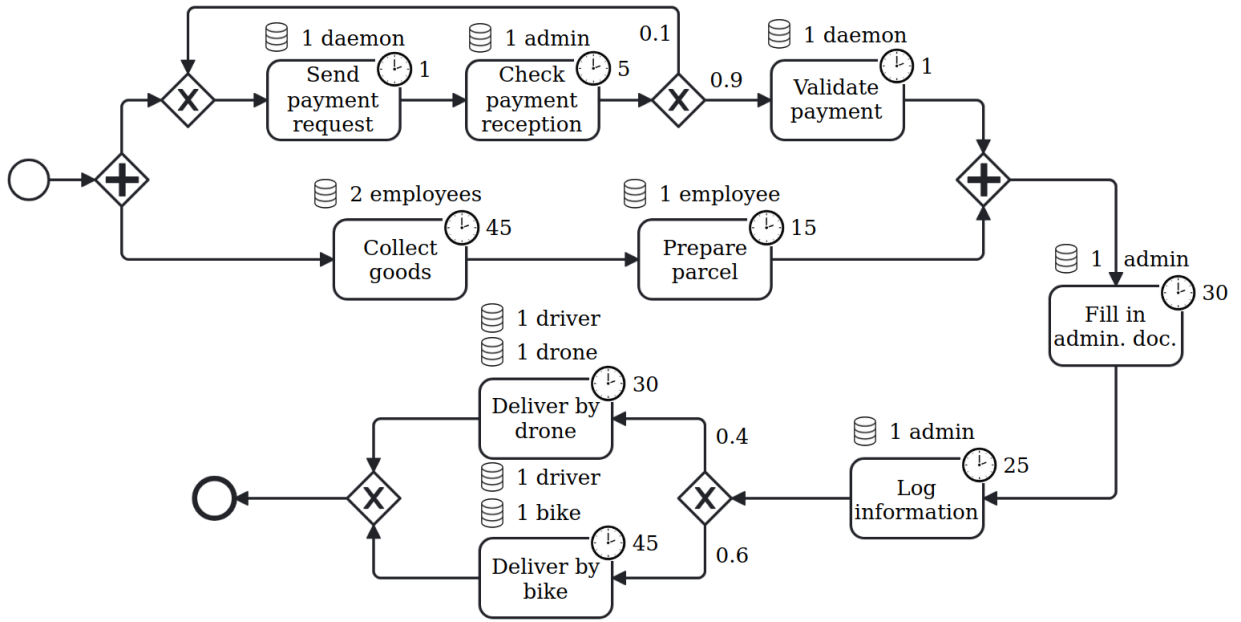 0.1
1 daemon
1 admin
1 daemon
Send
payment
request
1
Check
payment
reception
5
0.9
Validate
payment
1
2 employees
1 employee
Collect
goods
45
Prepare
parcel
15
1 admin
Fill in
admin. doc.
30
1 driver
1 drone
Deliver by
drone
30
0.4
1 admin
Log
information
25
1 driver
1 bike
Deliver by
bike
45
0.6